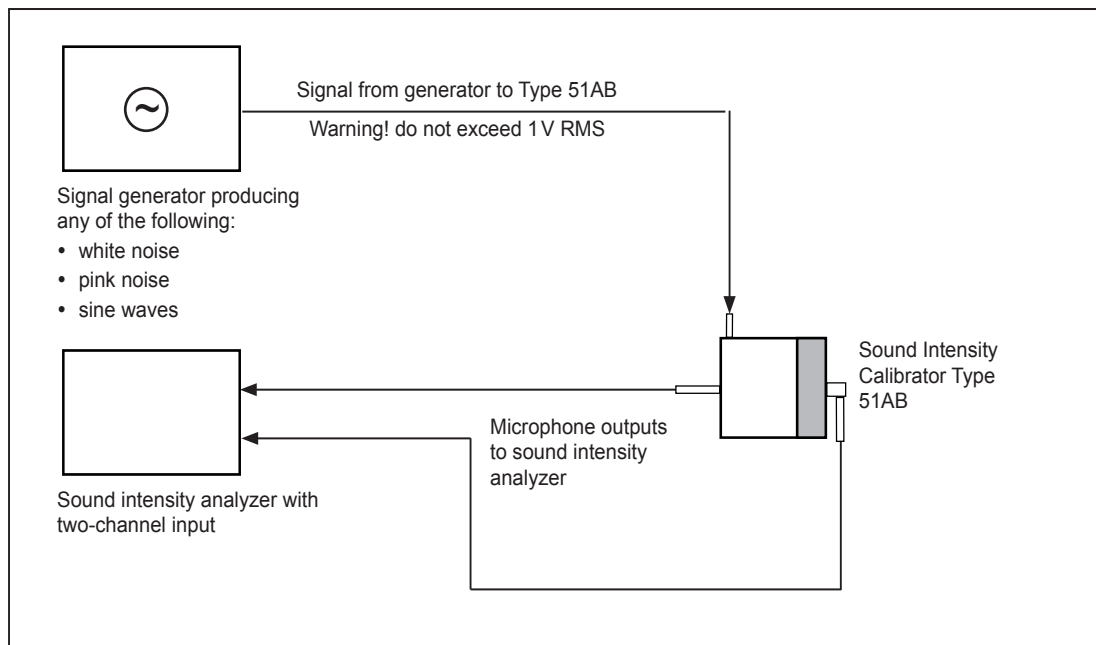 ~
Signal from generator to Type 51AB
Warning! do not exceed 1V RMS
Signal generator producing
any of the following:
• white noise
• pink noise
• sine waves
Sound Intensity
Calibrator Type
51AB
Microphone outputs
to sound intensity
analyzer
Sound intensity analyzer with
two-channel input